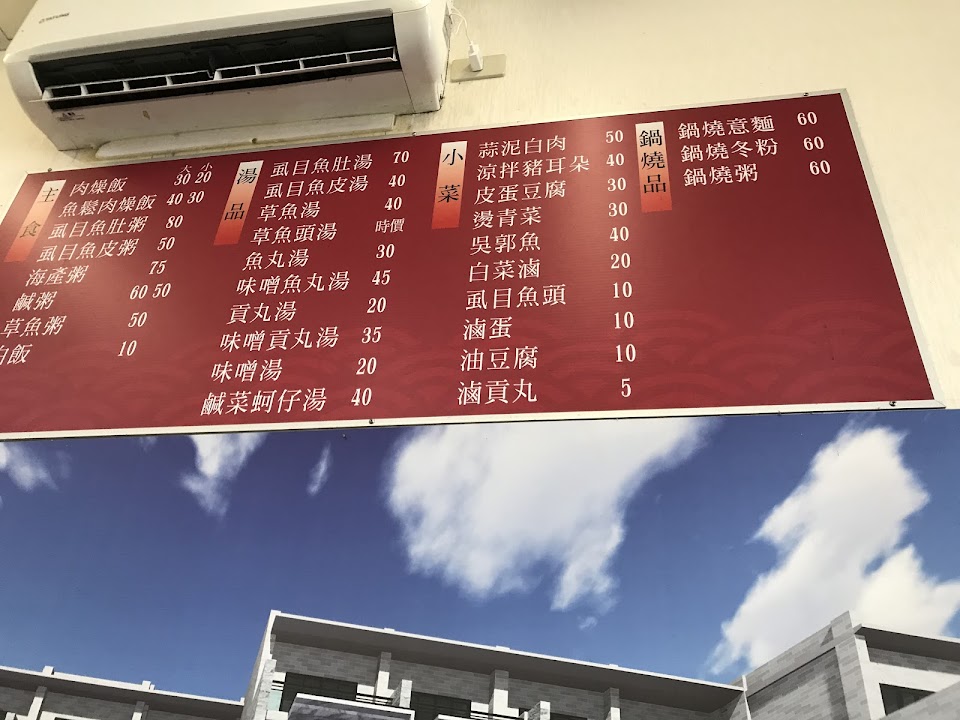 主食
大 小
肉燥飯 30 20
魚鬆肉燥飯 40 30
虱目魚肚粥 80
虱目魚皮粥 50
海產粥 75
鹹粥 60 50
草魚粥 50
白飯 10
湯品
虱目魚肚湯 70
虱目魚皮湯 40
草魚湯 40
草魚頭湯 時價
魚丸湯 30
味噌魚丸湯 45
貢丸湯 20
味噌貢丸湯 35
味噌湯 20
鹹菜蚵仔湯 40
小菜
蒜泥白肉 50
涼拌豬耳朵 40
皮蛋豆腐 30
燙青菜 30
吳郭魚 40
白菜滷 20
虱目魚頭 10
滷蛋 10
油豆腐 10
滷貢丸 5
鍋燒品
鍋燒意麵 60
鍋燒冬粉 60
鍋燒粥 60